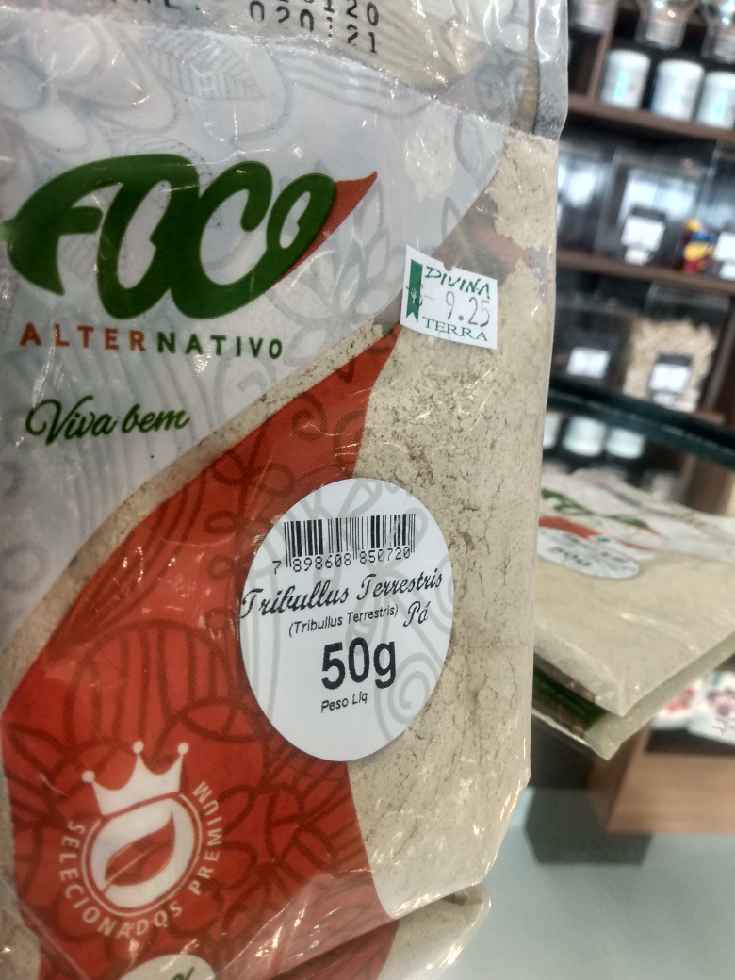 FOCO
ALTERNATIVO
Viva bem
DIVINA
9.25
TERRA
7 898608 850720
Tribullus Terrestris
(Tribullus Terrestris) Pó
50g
Peso Líq
SELECIONADOS PREMIUM